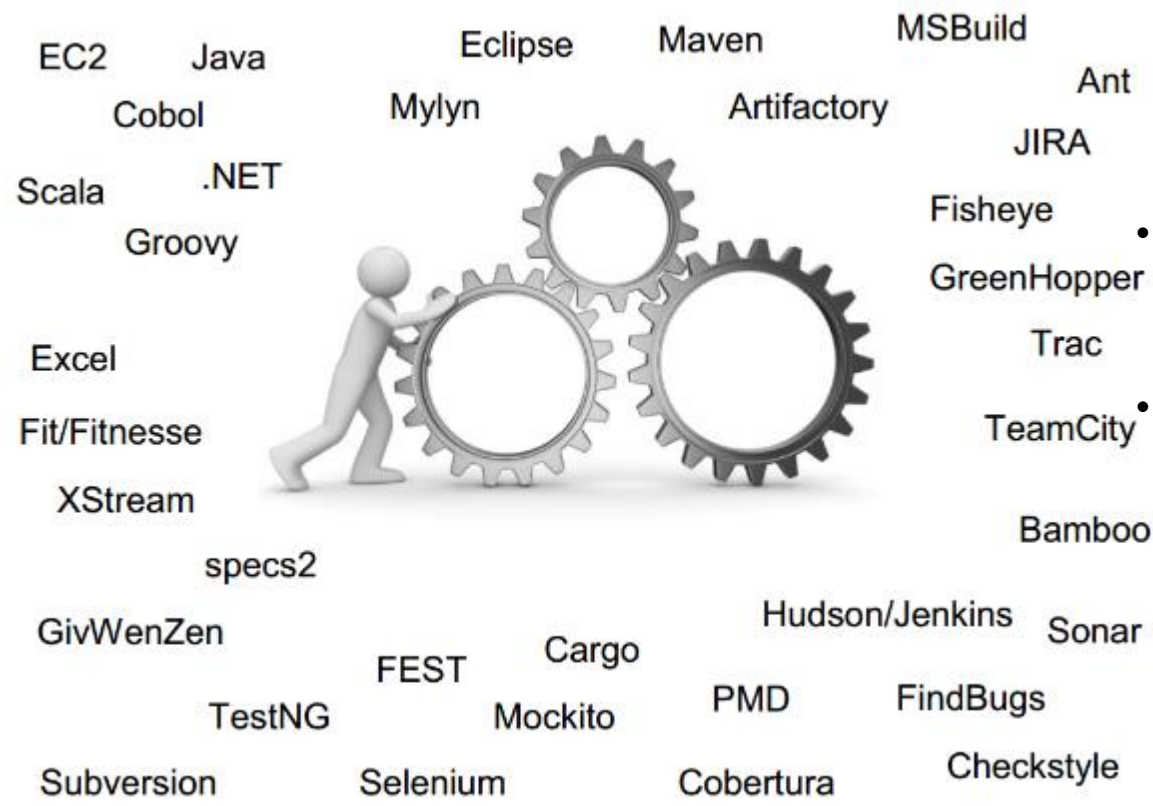 EC2
Java
Eclipse
Maven
MSBuild
Cobol
Mylyn
Artifactory
Ant
JIRA
Scala
.NET
Fisheye
Groovy
GreenHopper
Excel
Trac
Fit/Fitnesse
TeamCity
XStream
Bamboo
specs2
GivWenZen
Hudson/Jenkins
Sonar
FEST
Cargo
TestNG
Mockito
PMD
FindBugs
Subversion
Selenium
Cobertura
Checkstyle